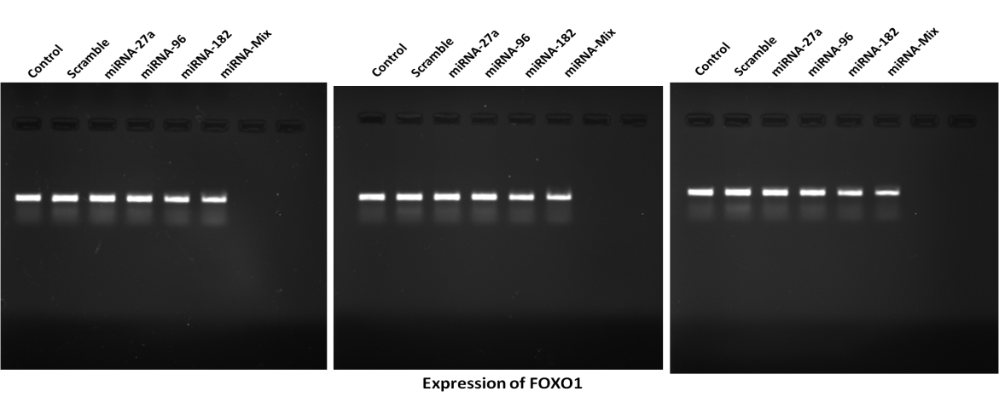 Control
Scramble
miRNA-27a
miRNA-96
miRNA-182
miRNA-Mix
Control
Scramble
miRNA-27a
miRNA-96
miRNA-182
miRNA-Mix
Control
Scramble
miRNA-27a
miRNA-96
miRNA-182
miRNA-Mix
Expression of FOXO1